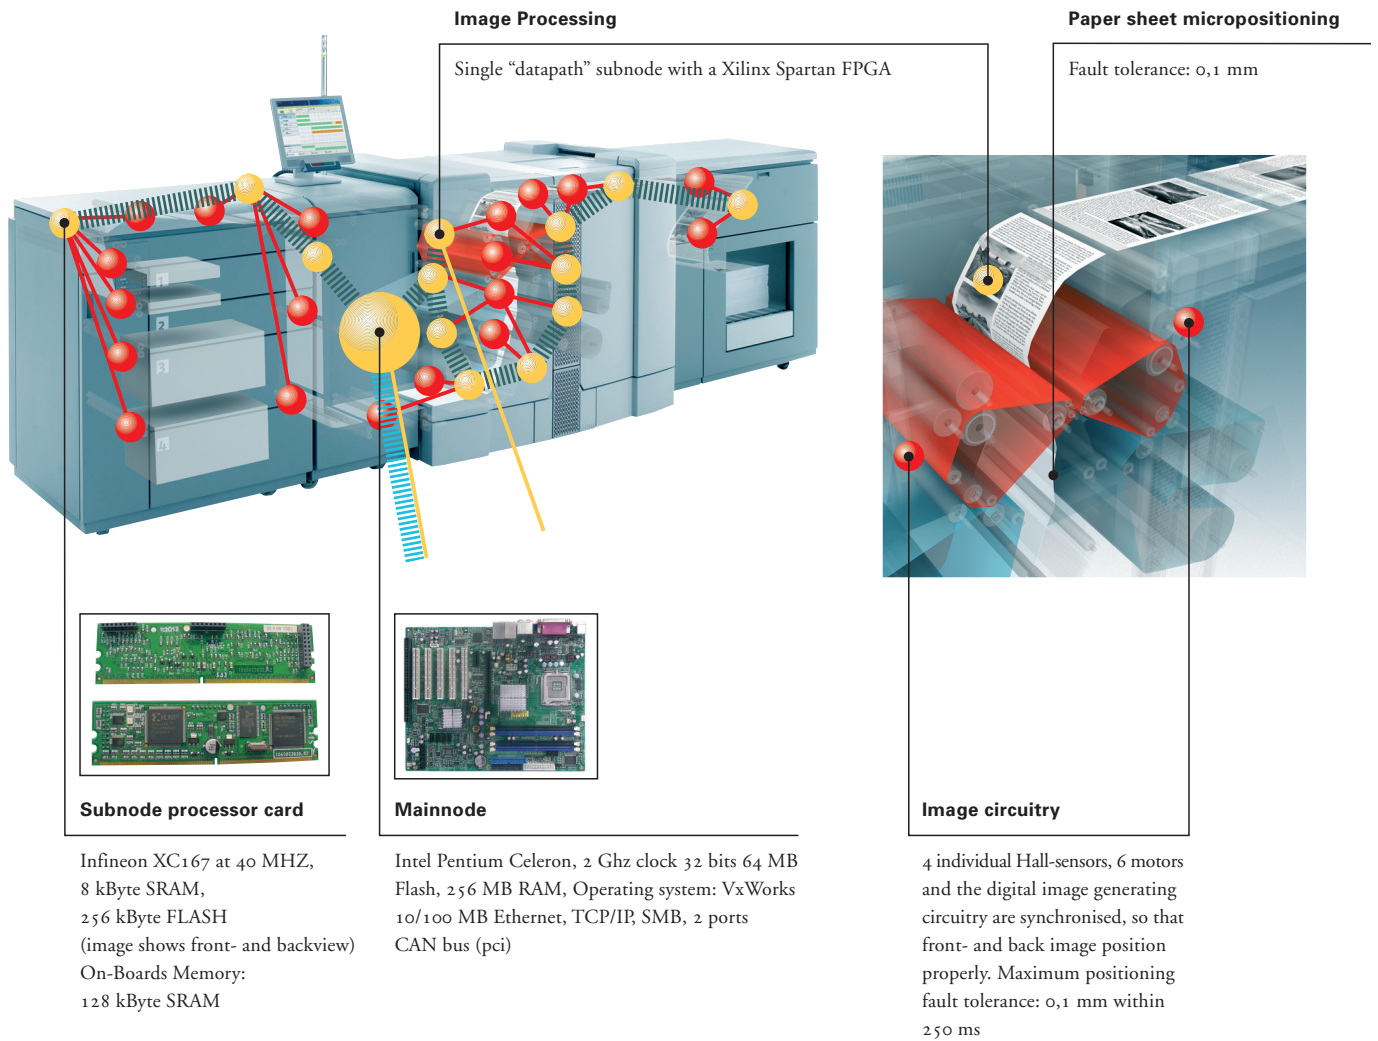 Image Processing
Single “datapath” subnode with a Xilinx Spartan FPGA
Paper sheet micropositioning
Fault tolerance: 0,1 mm
1
2
3
4
Subnode processor card
Infineon XC167 at 40 MHZ,
8 kByte SRAM,
256 kByte FLASH
(image shows front- and backview)
On-Boards Memory:
128 kByte SRAM
Mainnode
Intel Pentium Celeron, 2 Ghz clock 32 bits 64 MB
Flash, 256 MB RAM, Operating system: VxWorks
10/100 MB Ethernet, TCP/IP, SMB, 2 ports
CAN bus (pci)
Image circuitry
4 individual Hall-sensors, 6 motors
and the digital image generating
circuitry are synchronised, so that
front- and back image position
properly. Maximum positioning
fault tolerance: 0,1 mm within
250 ms